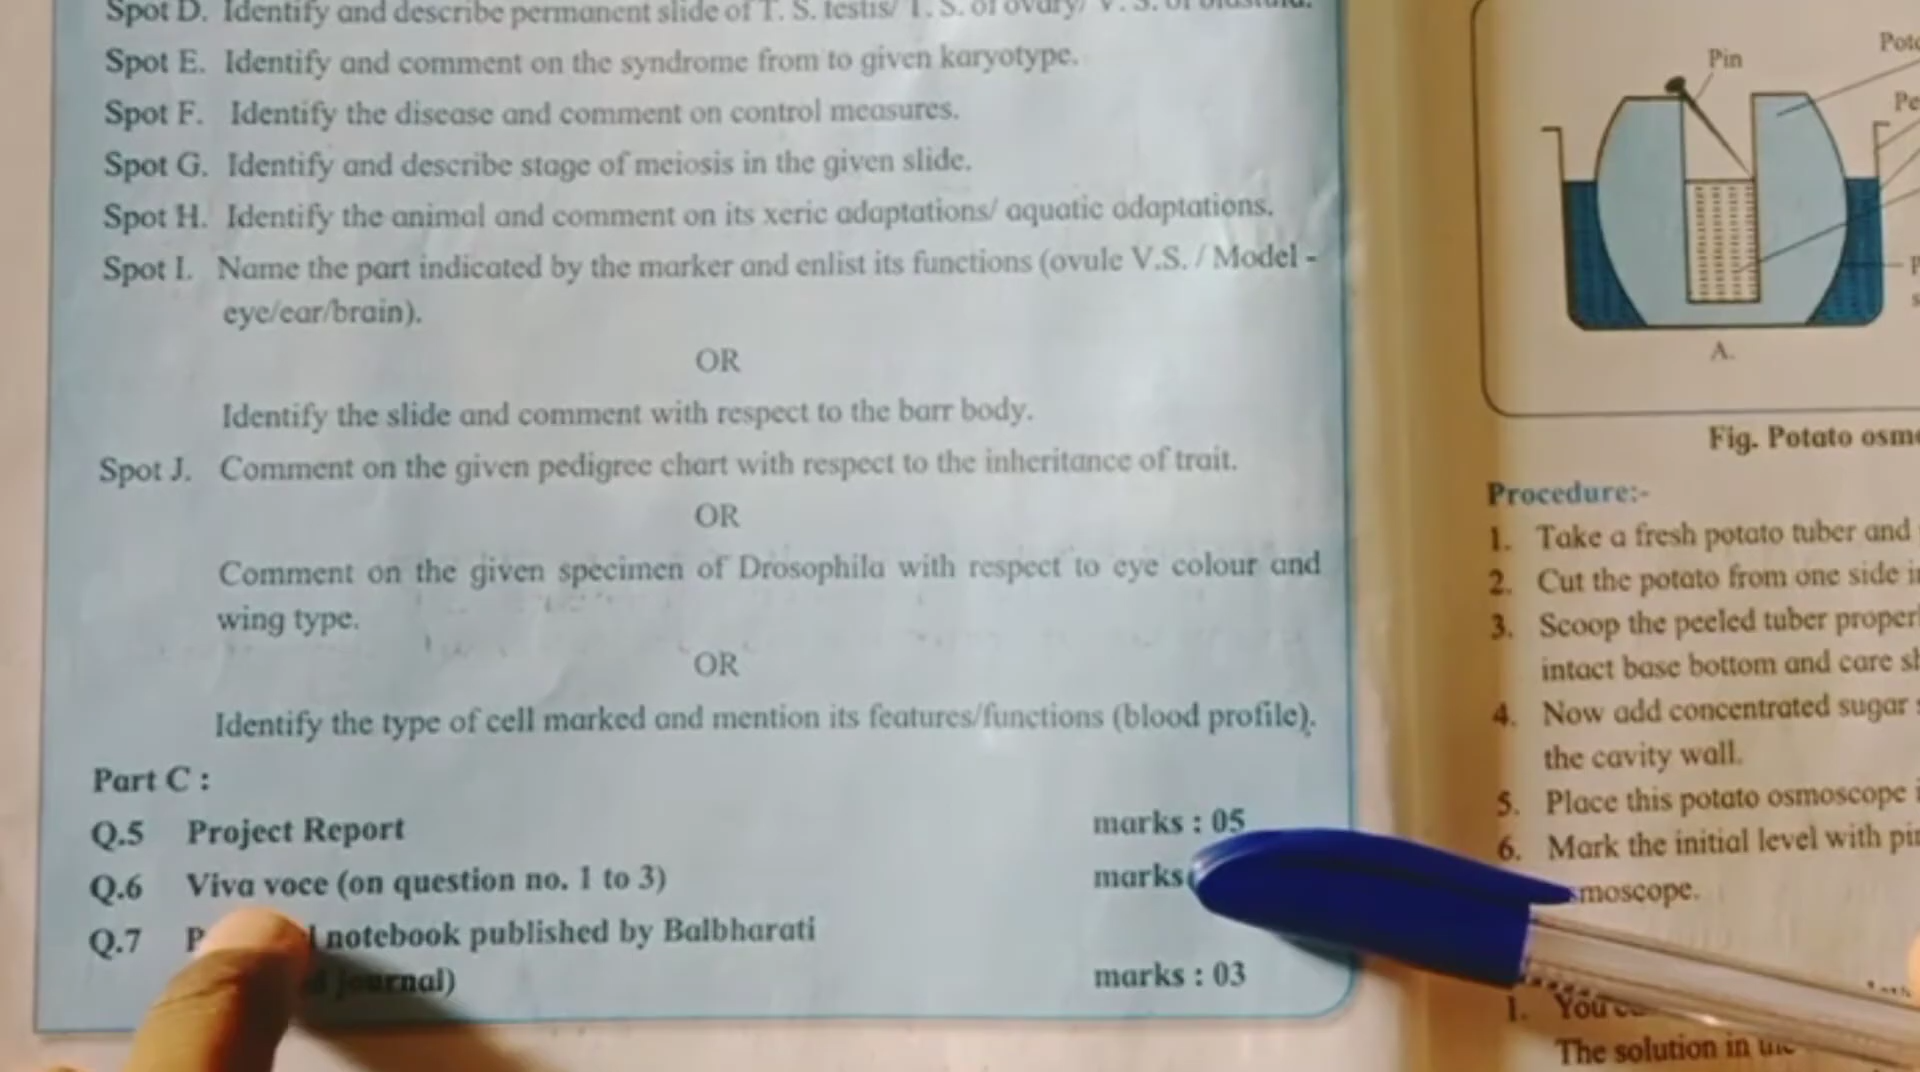 Spot D. Identify and describe permanent slide of T. S. testis/ T. S. of ovary/ V. S. of blastula.
Spot E. Identify and comment on the syndrome from to given karyotype.
Spot F. Identify the disease and comment on control measures.
Spot G. Identify and describe stage of meiosis in the given slide.
Spot H. Identify the animal and comment on its xeric adaptations/ aquatic adaptations.
Spot I. Name the part indicated by the marker and enlist its functions (ovule V.S. / Model -
eye/ear/brain).
OR
Identify the slide and comment with respect to the barr body.
Spot J. Comment on the given pedigree chart with respect to the inheritance of trait.
OR
Comment on the given specimen of Drosophila with respect to eye colour and
wing type.
OR
Identify the type of cell marked and mention its features/functions (blood profile).
Part C :
Q.5 Project Report marks : 05
Q.6 Viva voce (on question no. 1 to 3) marks
Q.7 notebook published by Balbharati
journal) marks : 03
Pin
A.
Fig. Potato
Procedure:-
1. Take a fresh potato tuber and
2. Cut the potato from one side
3. Scoop the peeled tuber
intact base bottom and care
4. Now add concentrated sugar
the cavity wall.
5. Place this potato osmoscope
6. Mark the initial level with
moscope.
1. You
The solution in